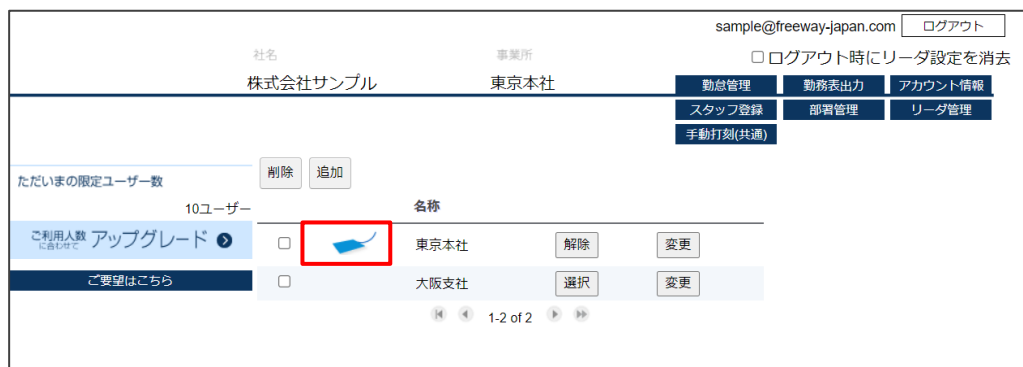 sample@freeway-japan.com ログアウト
社名 事業所 ログアウト時にリーダ設定を消去
株式会社サンプル 東京本社 勤怠管理 勤務表出力 アカウント情報
スタッフ登録 部署管理 リーダ管理
手動打刻(共通)
削除 追加
ただいまの限定ユーザー数
10ユーザー 名称
ご利用人数に合わせて アップグレード
東京本社 解除 変更
ご要望はこちら
大阪支社 選択 変更
1-2 of 2